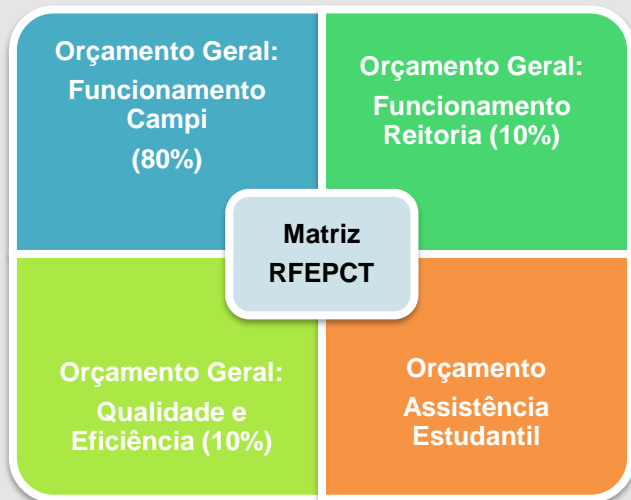 Orçamento Geral:
Funcionamento
Campi
(80%)
Orçamento Geral:
Funcionamento
Reitoria (10%)
Matriz
RFEPCT
Orçamento Geral:
Qualidade e
Eficiência (10%)
Orçamento
Assistência
Estudantil